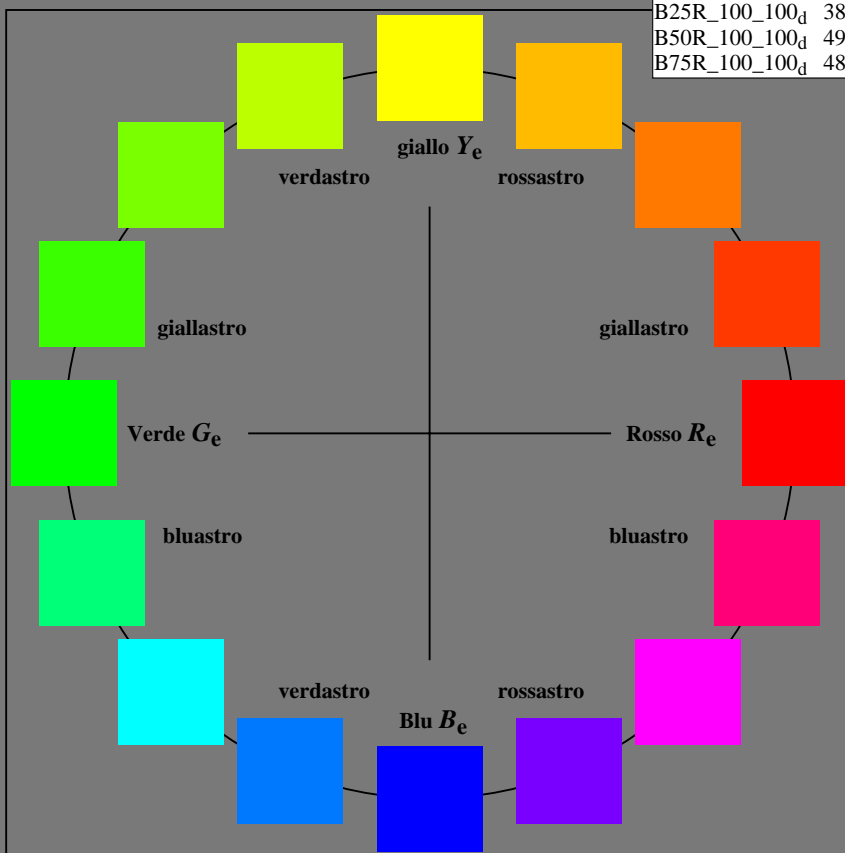 B25R_100_100d 38
B50R_100_100d 49
B75R_100_100d 48
giallo Ye
verdastro rossastro
giallastro giallastro
Verde Ge Rosso Re
bluastro bluastro
verdastro rossastro
Blu Be